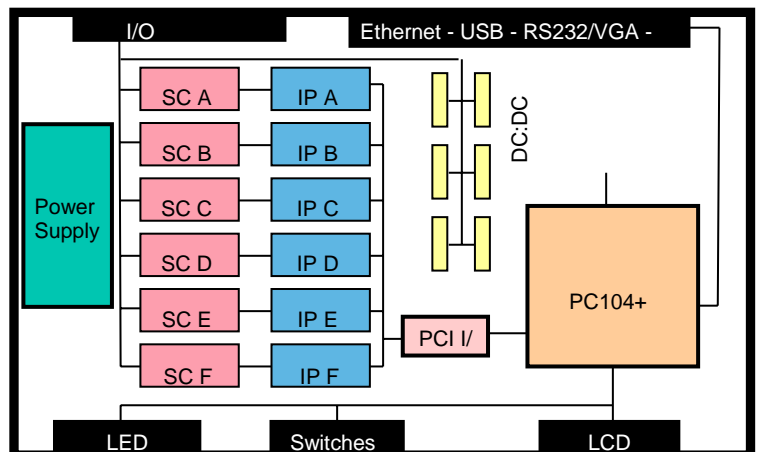 I/O
Ethernet - USB - RS232/VGA -
SC A
IP A
SC B
IP B
SC C
IP C
SC D
IP D
SC E
IP E
SC F
IP F
DC:DC
Power
Supply
PC104+
PCI I/
LED
Switches
LCD